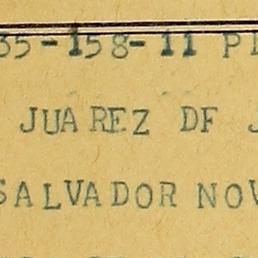 35-158-11 P
JUAREZ DF J
SALVADOR NOV